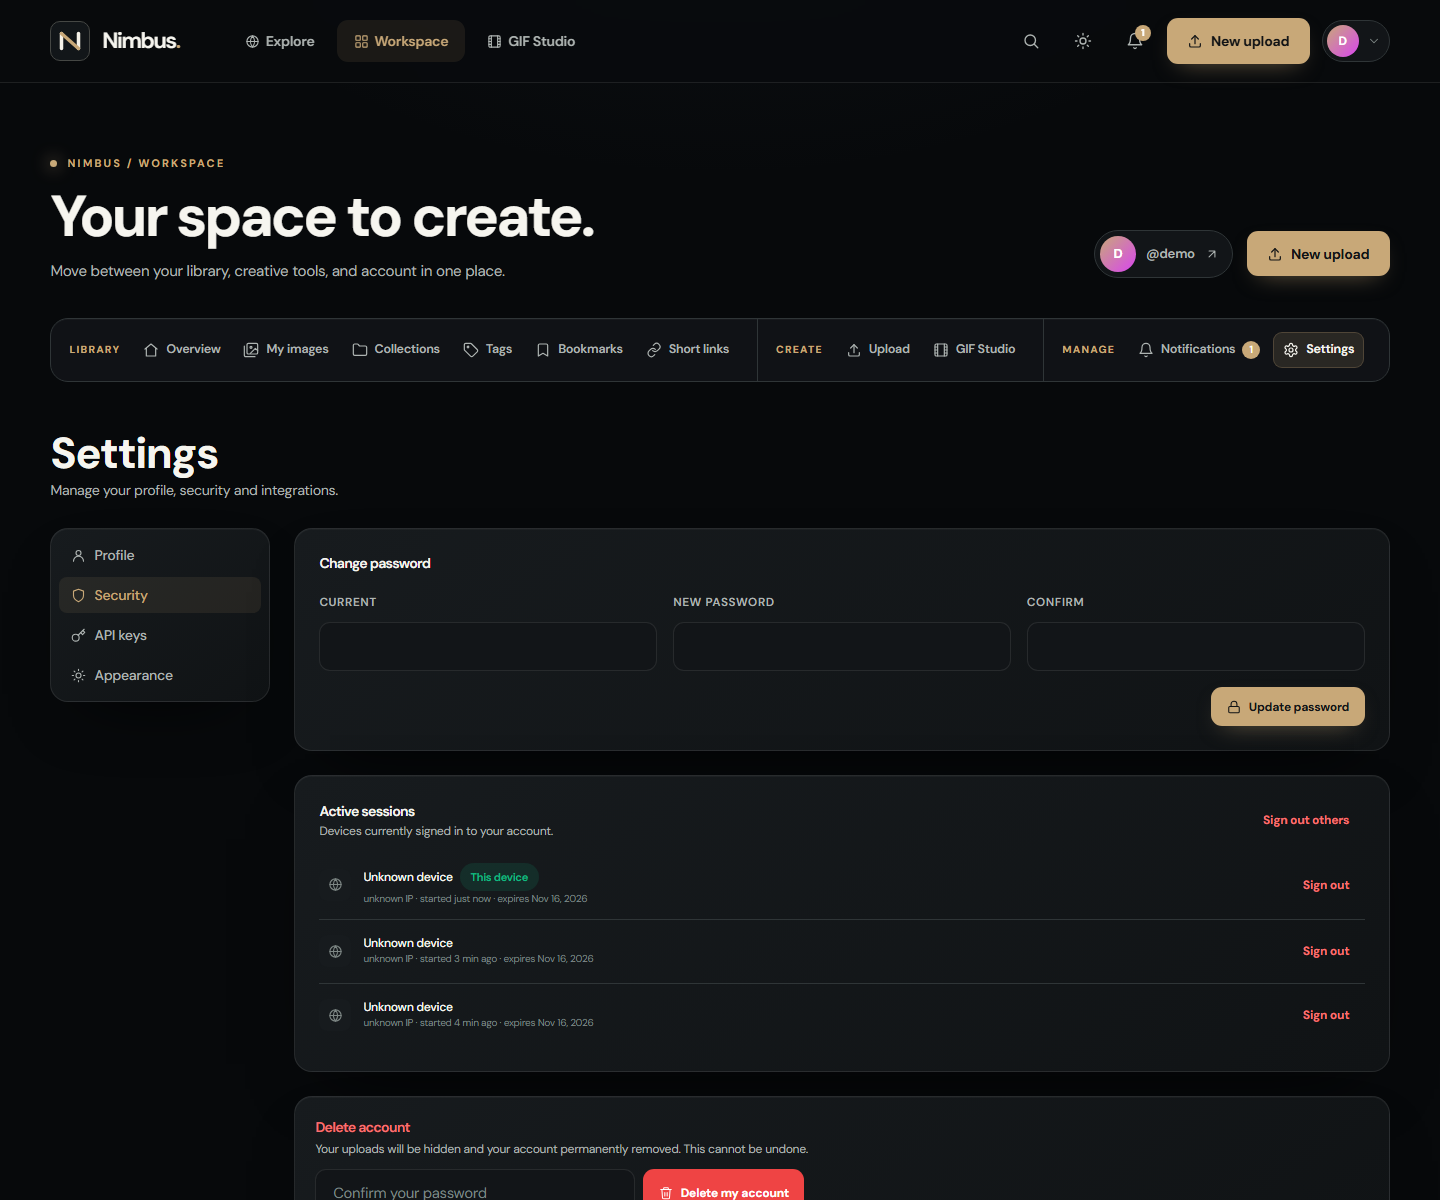 Nimbus.
Explore
Workspace
GIF Studio
1
New upload
D
NIMBUS / WORKSPACE
Your space to create.
Move between your library, creative tools, and account in one place.
D
@demo
New upload
LIBRARY
Overview
My images
Collections
Tags
Bookmarks
Short links
CREATE
Upload
GIF Studio
MANAGE
Notifications
1
Settings
Settings
Manage your profile, security and integrations.
Profile
Security
API keys
Appearance
Change password
CURRENT
NEW PASSWORD
CONFIRM
Update password
Active sessions
Devices currently signed in to your account.
Sign out others
Unknown device
This device
unknown IP · started just now · expires Nov 16, 2026
Sign out
Unknown device
unknown IP · started 3 min ago · expires Nov 16, 2026
Sign out
Unknown device
unknown IP · started 4 min ago · expires Nov 16, 2026
Sign out
Delete account
Your uploads will be hidden and your account permanently removed. This cannot be undone.
Confirm your password
Delete my account